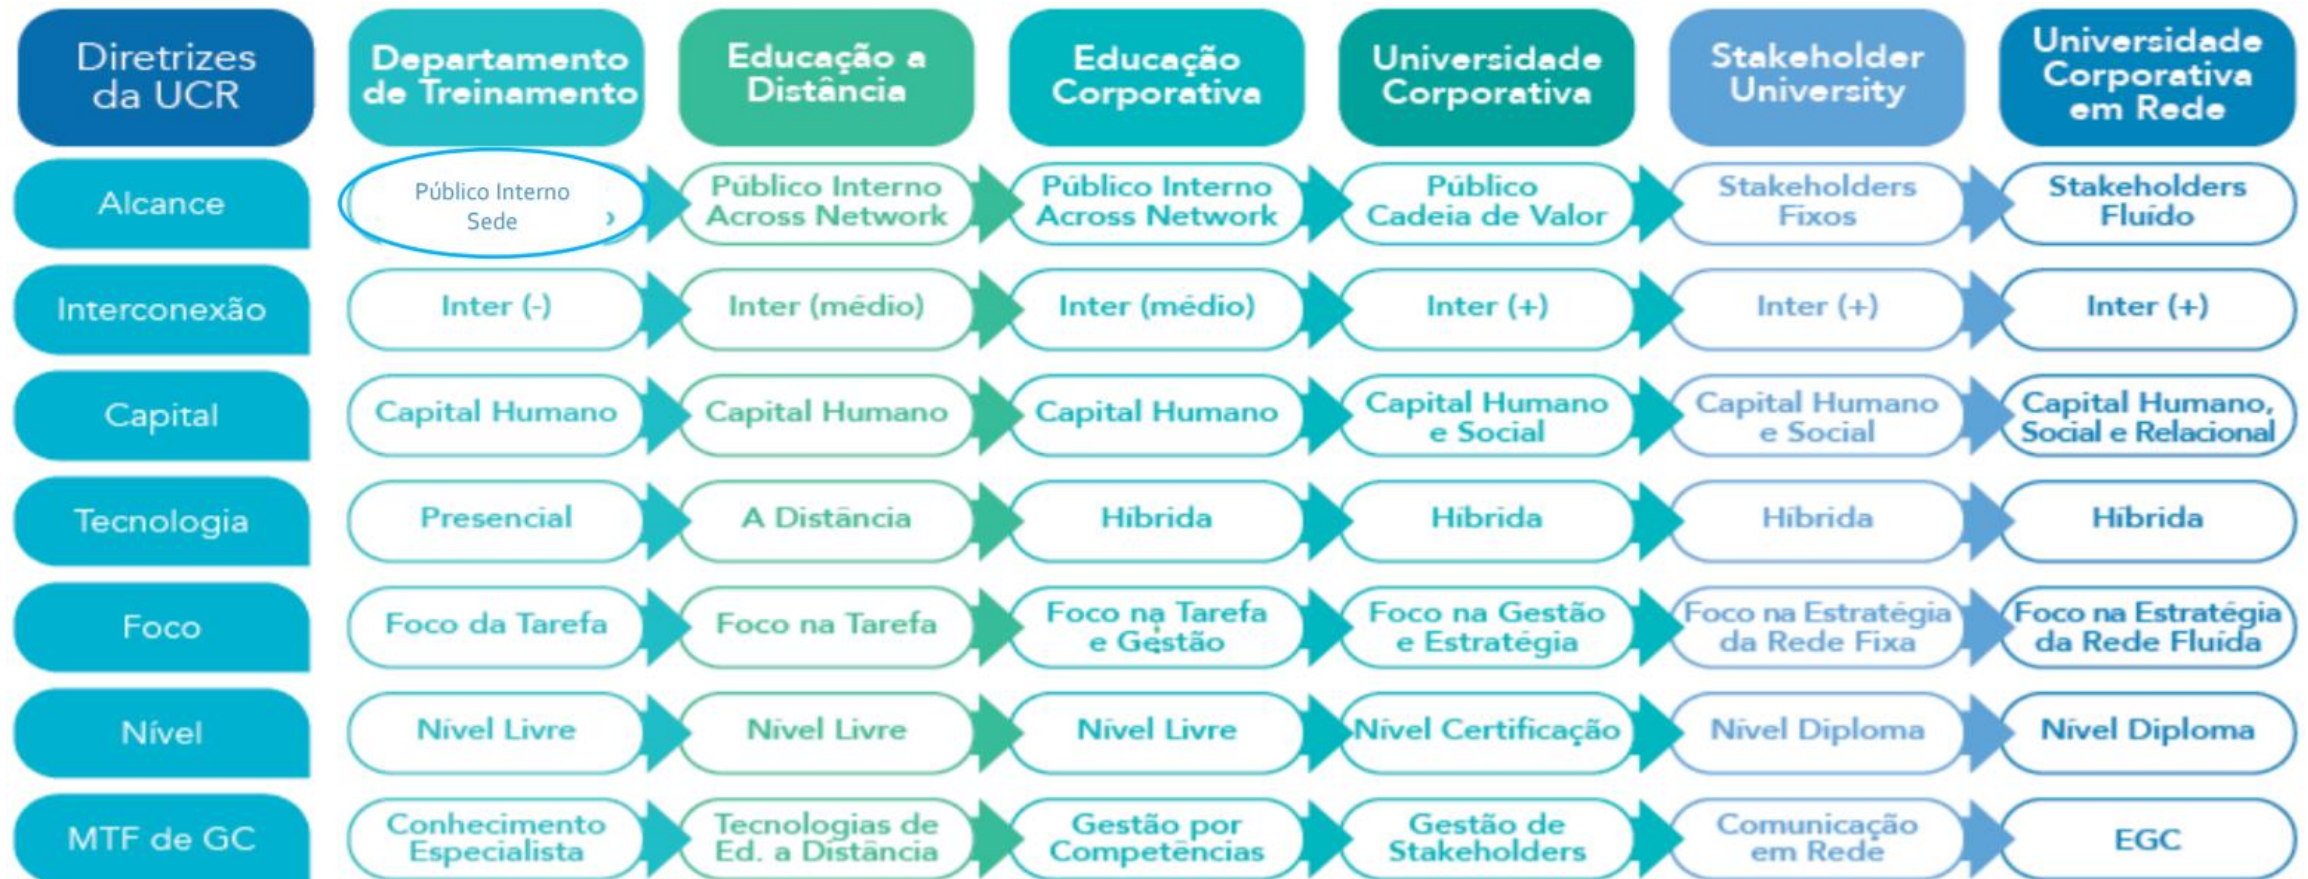 Diretrizes
da UCR
Departamento
de Treinamento
Educação a
Distância
Educação
Corporativa
Universidade
Corporativa
Stakeholder
University
Universidade
Corporativa
em Rede
Alcance
Público Interno
Sede
Público Interno
Across Network
Público Interno
Across Network
Público
Cadeia de Valor
Stakeholders
Fixos
Stakeholders
Fluído
Interconexão
Inter (-)
Inter (médio)
Inter (médio)
Inter (+)
Inter (+)
Inter (+)
Capital
Capital Humano
Capital Humano
Capital Humano
Capital Humano
e Social
Capital Humano
e Social
Capital Humano,
Social e Relacional
Tecnologia
Presencial
A Distância
Híbrida
Híbrida
Híbrida
Híbrida
Foco
Foco da Tarefa
Foco na Tarefa
Foco na Tarefa
e Gestão
Foco na Gestão
e Estratégia
Foco na Estratégia
da Rede Fixa
Foco na Estratégia
da Rede Fluída
Nível
Nível Livre
Nível Livre
Nível Livre
Nível Certificação
Nível Diploma
Nível Diploma
MTF de GC
Conhecimento
Especialista
Tecnologias de
Ed. a Distância
Gestão por
Competências
Gestão de
Stakeholders
Comunicação
em Rede
EGC